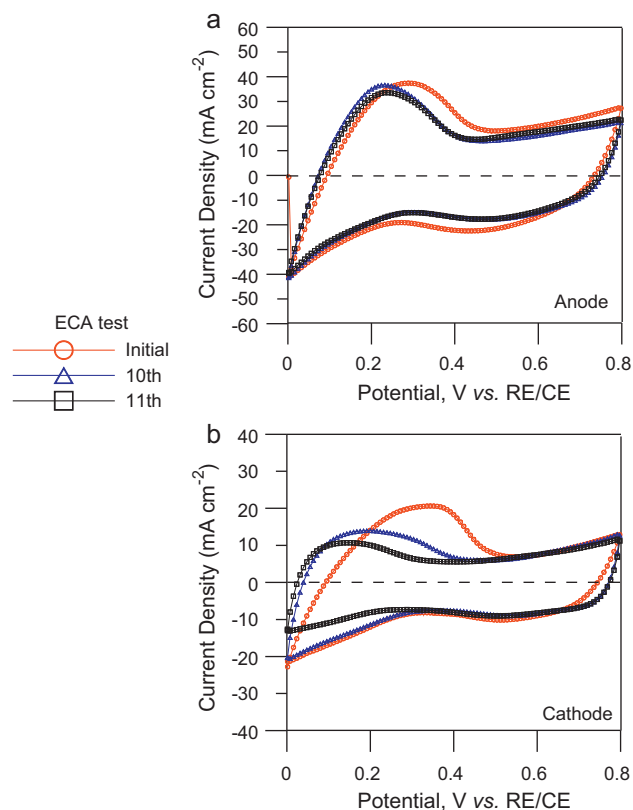 a
60
50
40
30
20
10
0
-10
-20
-30
-40
-50
-60
Current Density (mA cm-2)
Anode
0
0.2
0.4
0.6
0.8
Potential, V vs. RE/CE
ECA test
Initial
10th
11th
b
40
30
20
10
0
-10
-20
-30
-40
Current Density (mA cm-2)
Cathode
0
0.2
0.4
0.6
0.8
Potential, V vs. RE/CE